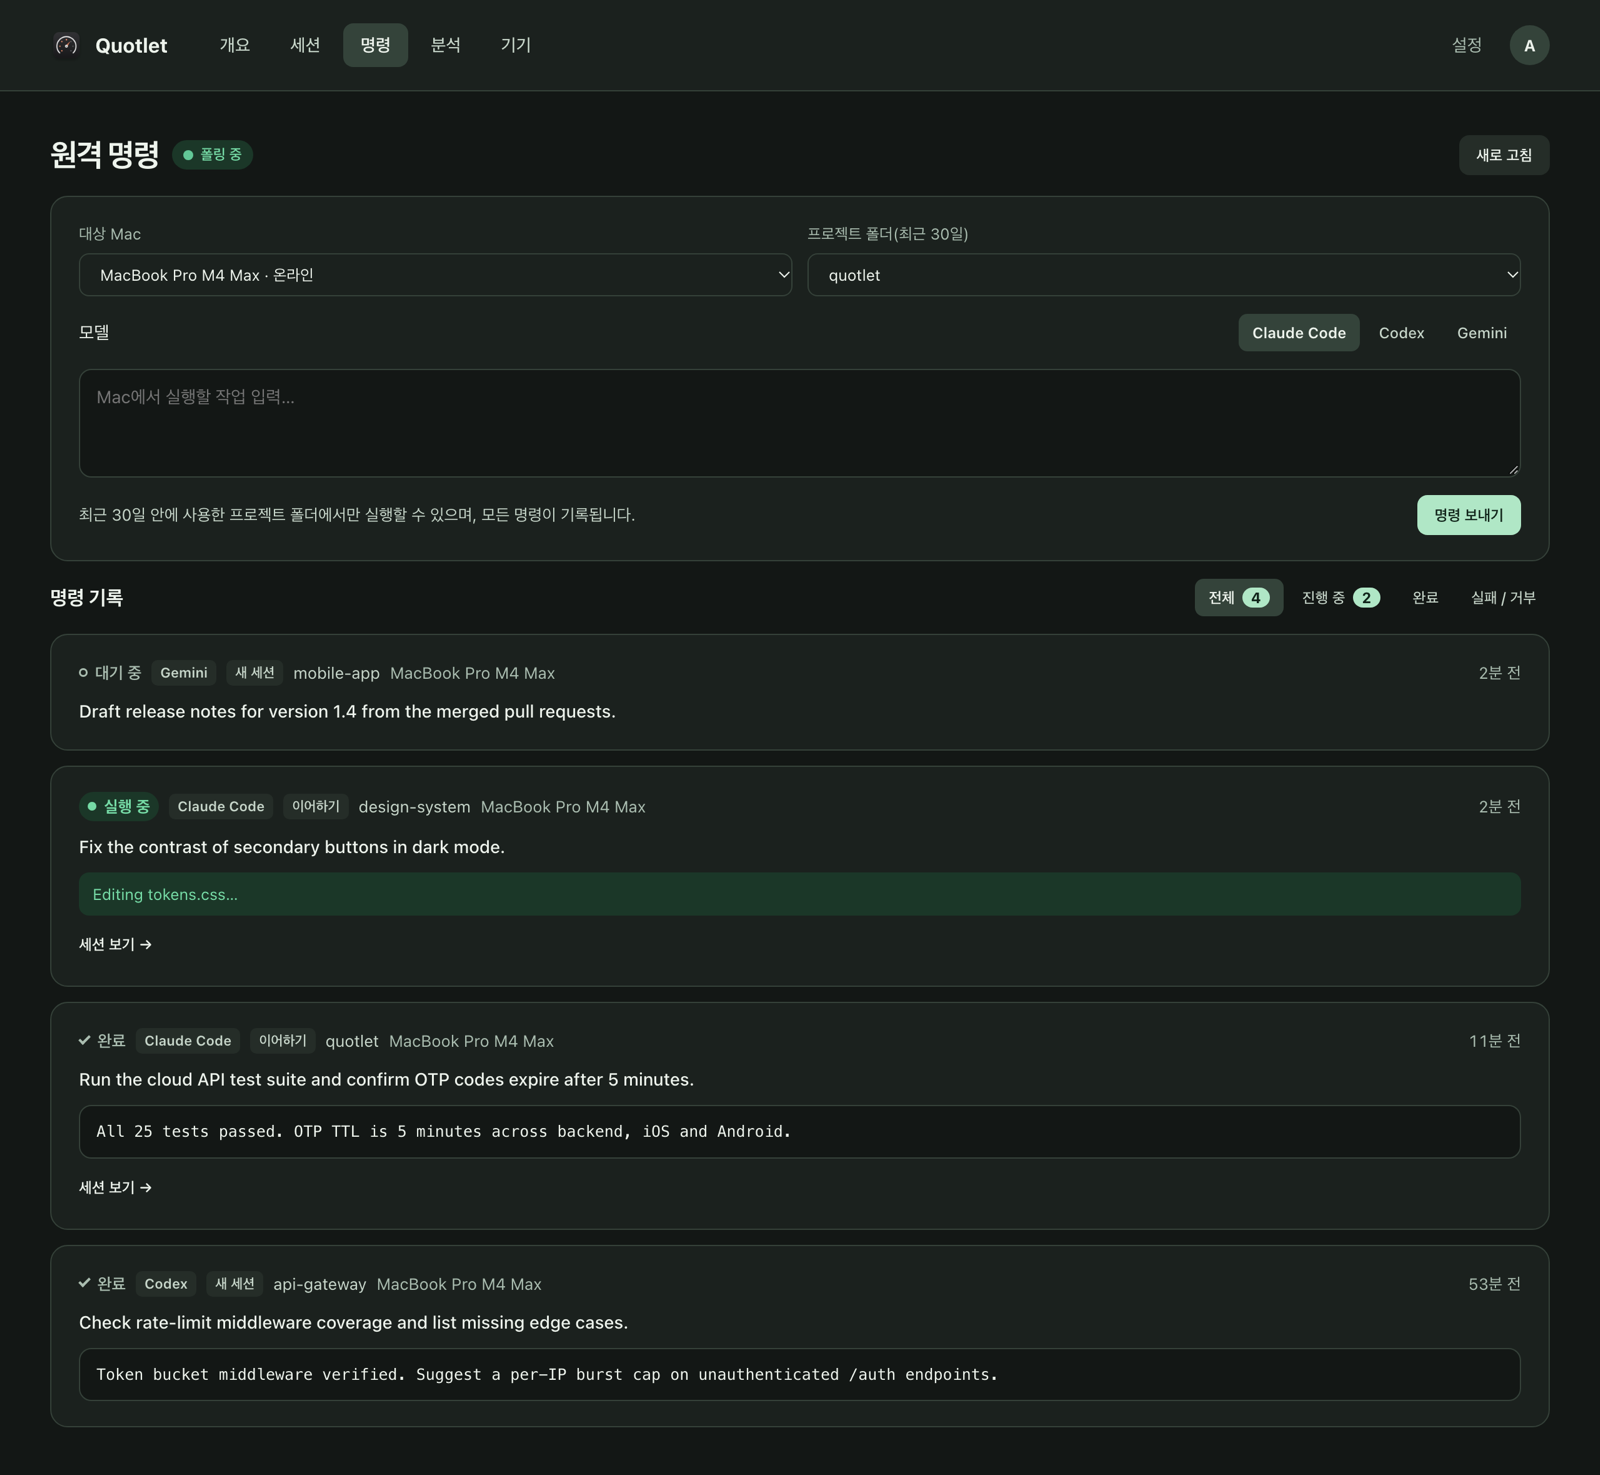 Quotlet 개요 세션 명령 분석 기기 설정 A
원격 명령 폴링 중 새로 고침
대상 Mac 프로젝트 폴더(최근 30일)
MacBook Pro M4 Max · 온라인 quotlet
모델 Claude Code Codex Gemini
Mac에서 실행할 작업 입력...
최근 30일 안에 사용한 프로젝트 폴더에서만 실행할 수 있으며, 모든 명령이 기록됩니다. 명령 보내기
명령 기록 전체 4 진행 중 2 완료 실패 / 거부
대기 중 Gemini 새 세션 mobile-app MacBook Pro M4 Max 2분 전
Draft release notes for version 1.4 from the merged pull requests.
실행 중 Claude Code 이어하기 design-system MacBook Pro M4 Max 2분 전
Fix the contrast of secondary buttons in dark mode.
Editing tokens.css...
세션 보기 →
✓ 완료 Claude Code 이어하기 quotlet MacBook Pro M4 Max 11분 전
Run the cloud API test suite and confirm OTP codes expire after 5 minutes.
All 25 tests passed. OTP TTL is 5 minutes across backend, iOS and Android.
세션 보기 →
✓ 완료 Codex 새 세션 api-gateway MacBook Pro M4 Max 53분 전
Check rate-limit middleware coverage and list missing edge cases.
Token bucket middleware verified. Suggest a per-IP burst cap on unauthenticated /auth endpoints.